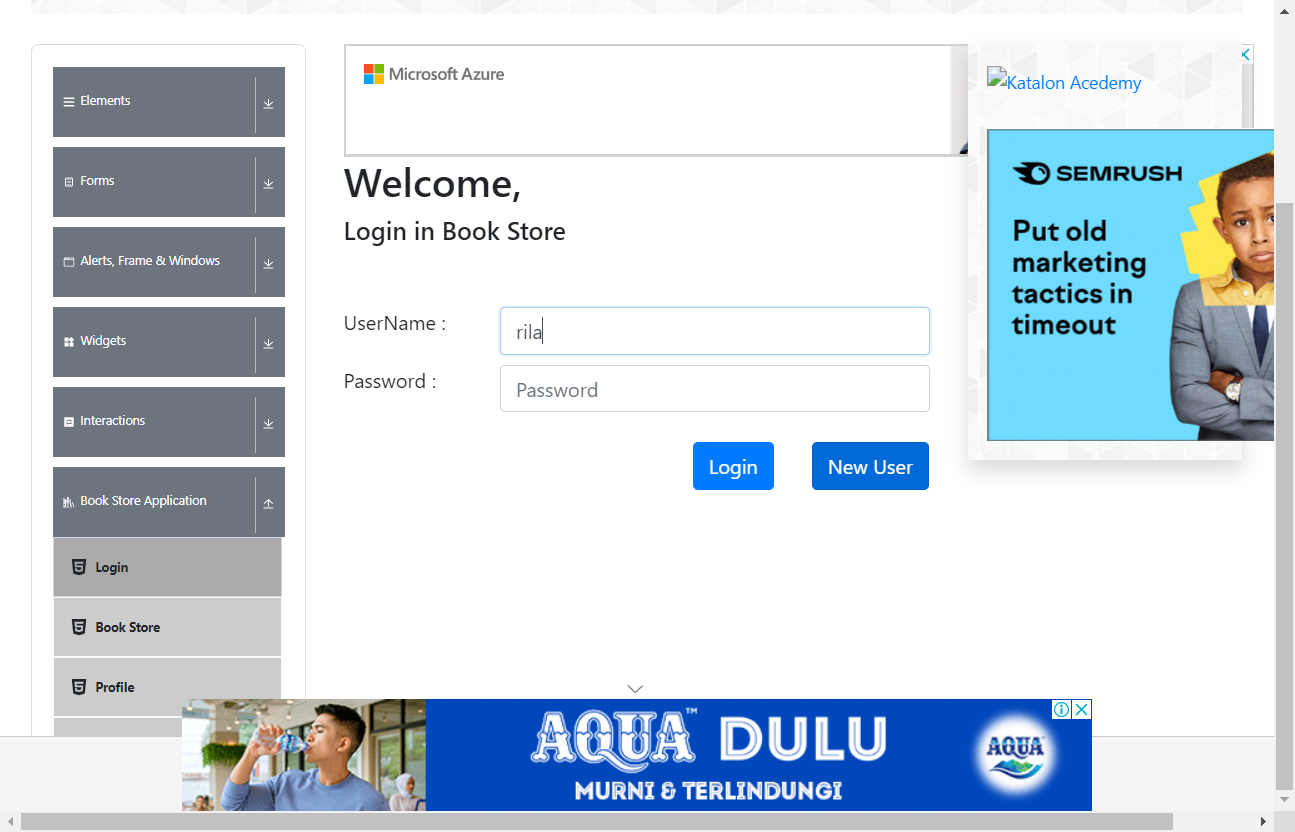 Elements
Forms
Alerts, Frame & Windows
Widgets
Interactions
Book Store Application
Login
Book Store
Profile
Microsoft Azure
Welcome,
Login in Book Store
UserName :
rila
Password :
Password
Login
New User
Katalon Acedemy
SEMRUSH
Put old
marketing
tactics in
timeout
AQUA™ DULU
MURNI & TERLINDUNGI
AQUA